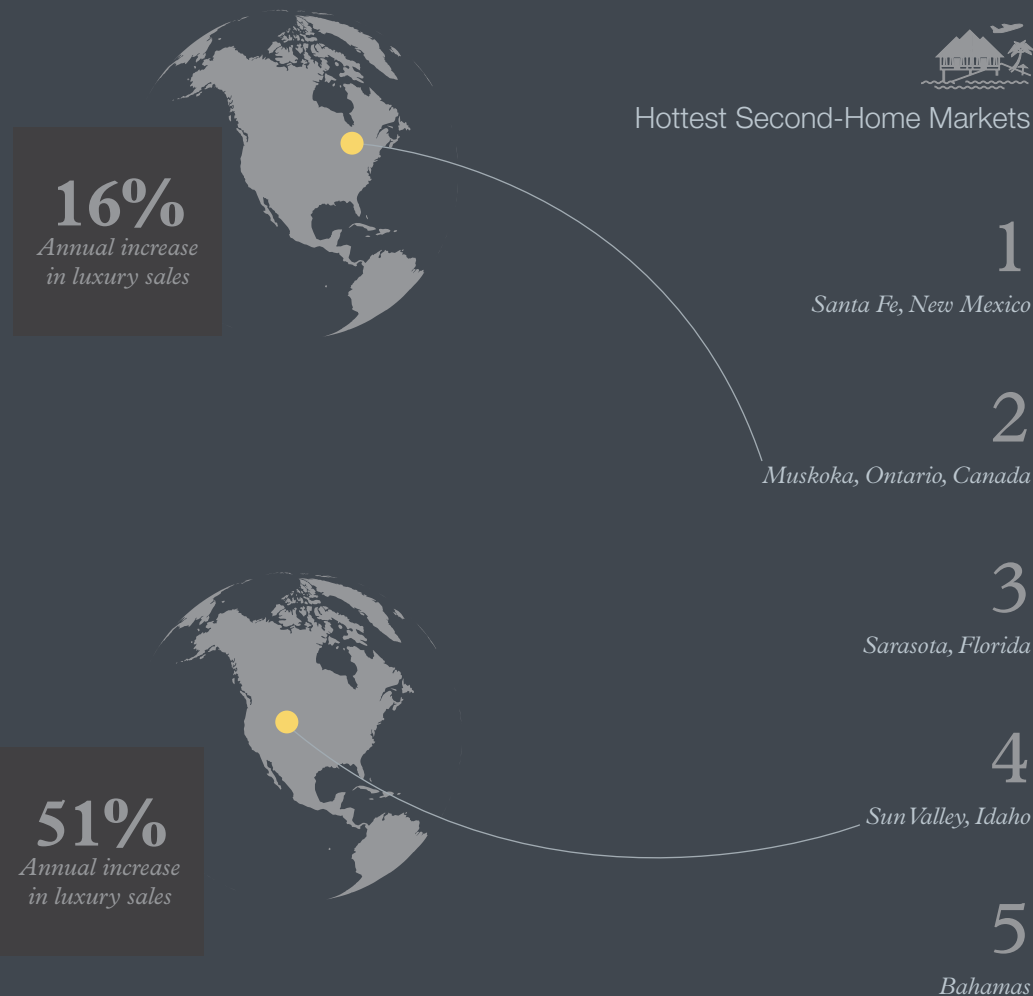 Hottest Second-Home Markets
16%
Annual increase
in luxury sales
1
Santa Fe, New Mexico
2
Muskoka, Ontario, Canada
3
Sarasota, Florida
51%
Annual increase
in luxury sales
4
Sun Valley, Idaho
5
Bahamas